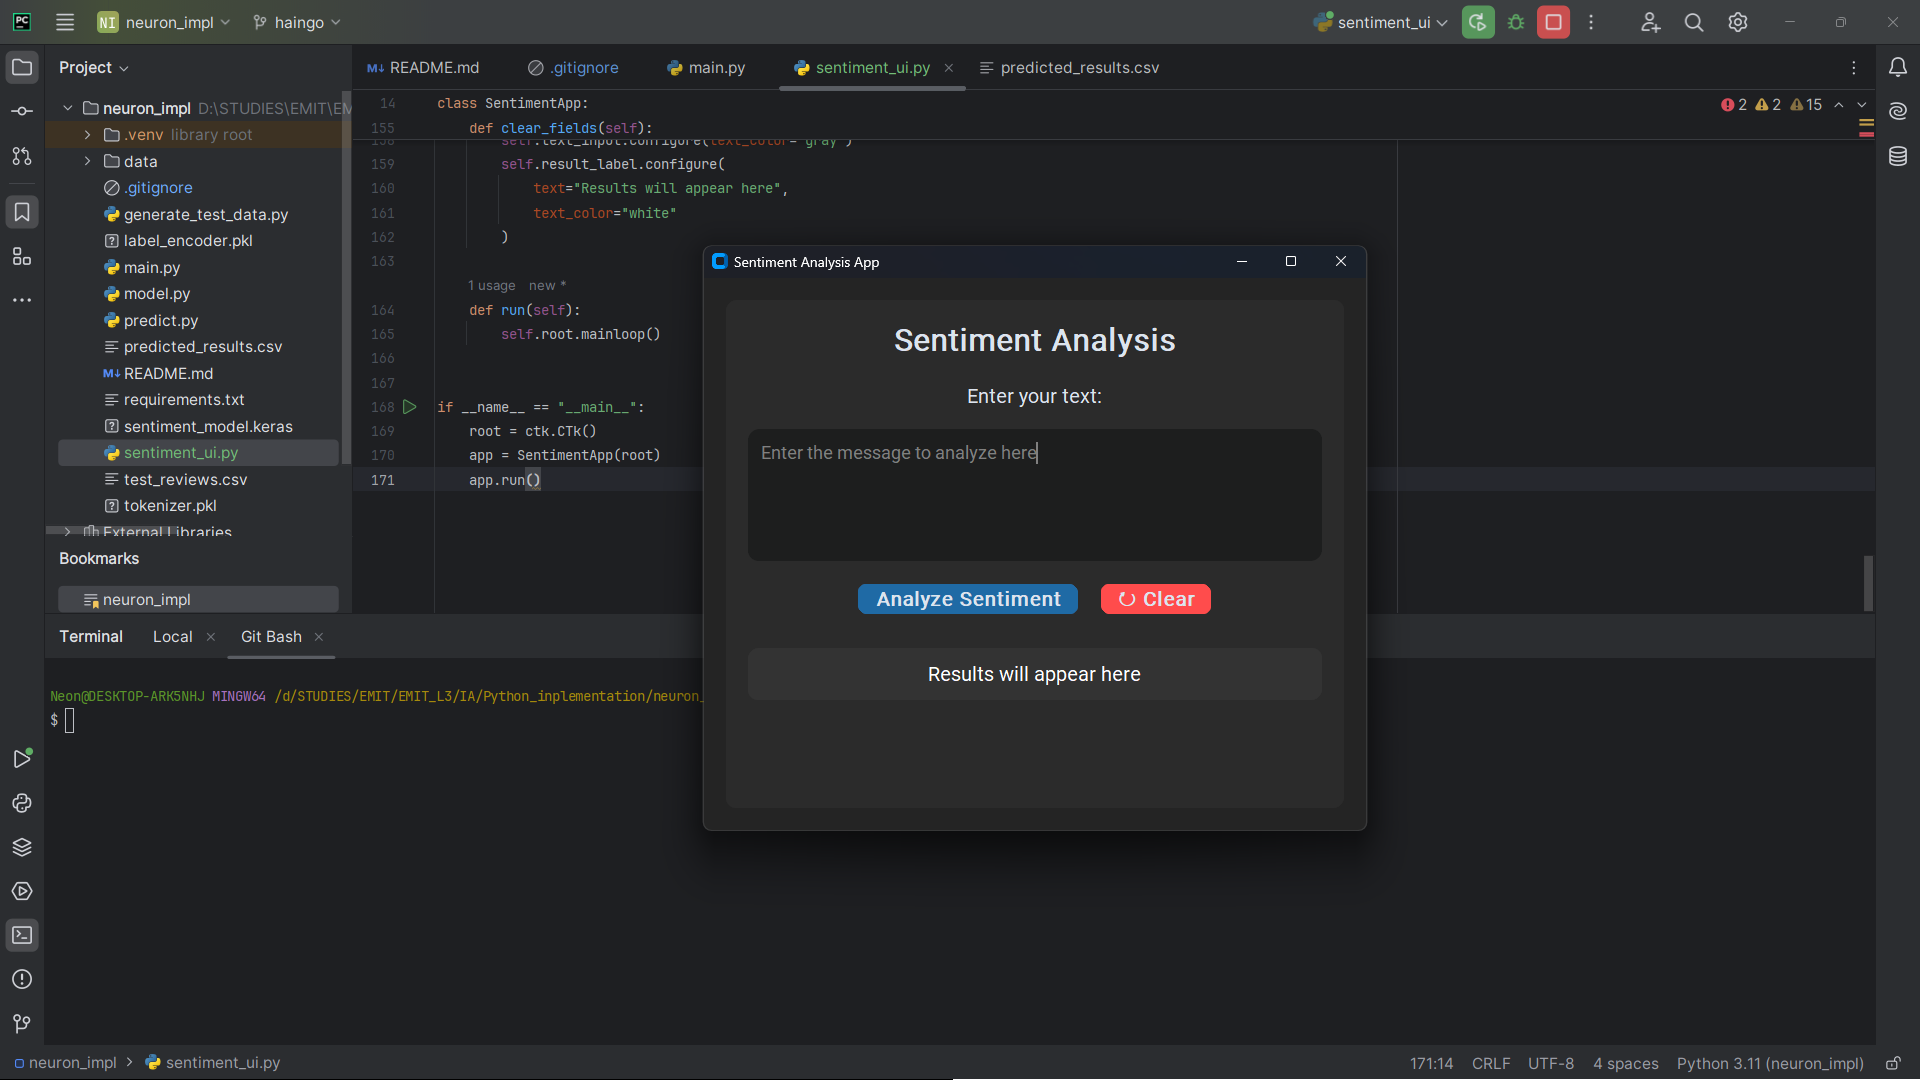 PC
NI neuron_impl
haingo
sentiment_ui
Project
README.md
.gitignore
main.py
sentiment_ui.py
predicted_results.csv
neuron_impl D:\STUDIES\EMIT\EM
.venv library root
data
.gitignore
generate_test_data.py
label_encoder.pkl
main.py
model.py
predict.py
predicted_results.csv
M↓ README.md
requirements.txt
sentiment_model.keras
sentiment_ui.py
test_reviews.csv
tokenizer.pkl
External Libraries
Bookmarks
neuron_impl
14 class SentimentApp:
155 def clear_fields(self):
158 self.text_input.configure(text_color="gray")
159 self.result_label.configure(
160 text="Results will appear here",
161 text_color="white"
162 )
163
1 usage new *
164 def run(self):
165 self.root.mainloop()
166
167
168 if __name__ == "__main__":
169 root = ctk.CTk()
170 app = SentimentApp(root)
171 app.run()
2 2 15
Sentiment Analysis App
Sentiment Analysis
Enter your text:
Enter the message to analyze here
Analyze Sentiment
Clear
Results will appear here
Terminal
Local
Git Bash
Neon@DESKTOP-ARK5NHJ MINGW64 /d/STUDIES/EMIT/EMIT_L3/IA/Python_inplementation/neuron_
$
neuron_impl > sentiment_ui.py
171:14 CRLF UTF-8 4 spaces Python 3.11 (neuron_impl)